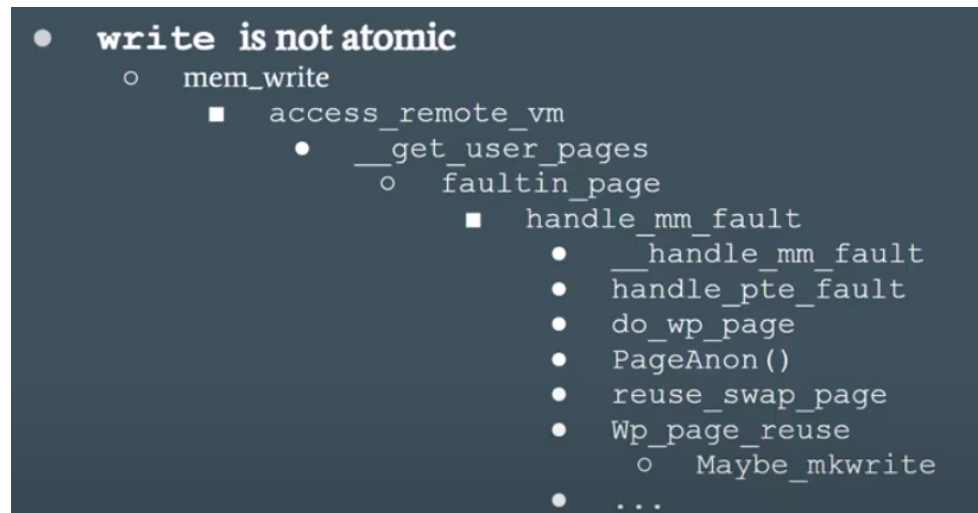 write is not atomic
mem_write
access_remote_vm
__get_user_pages
faultin_page
handle_mm_fault
__handle_mm_fault
handle_pte_fault
do_wp_page
PageAnon()
reuse_swap_page
Wp_page_reuse
Maybe_mkwrite
...